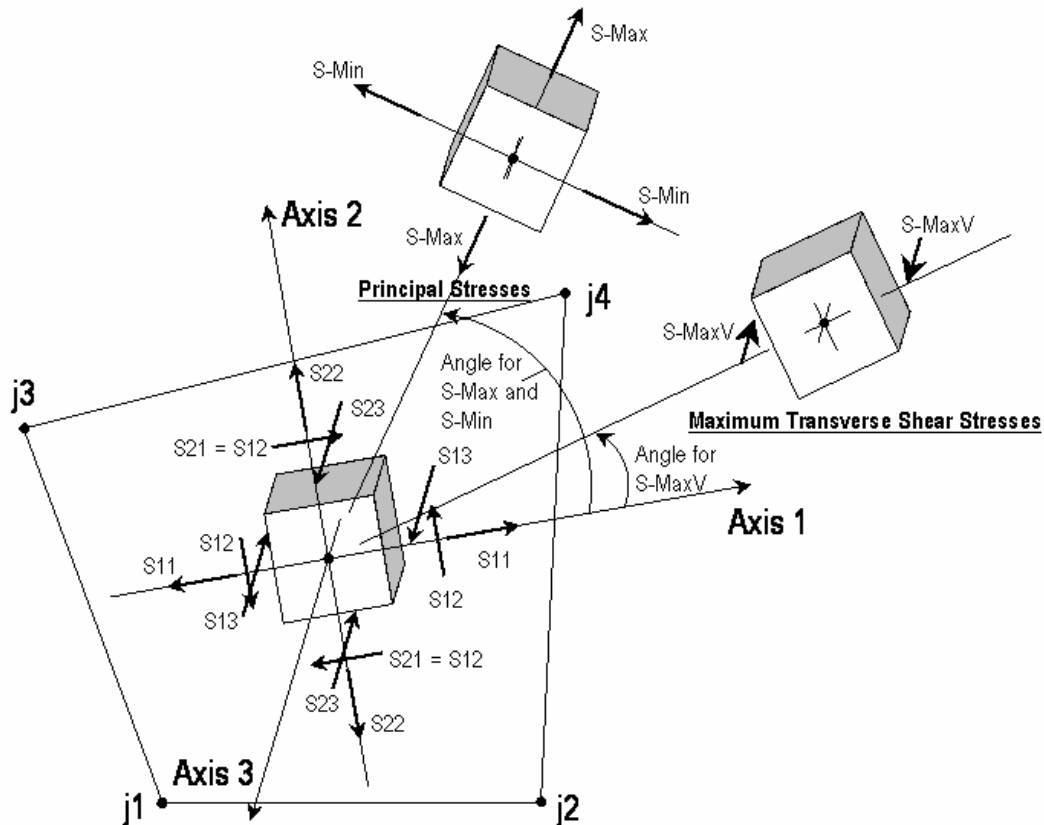 S-Max
S-Min
S-Min
Axis 2
S-Max
S-MaxV
Principal Stresses
j4
S-MaxV
S22
Angle for
S-Max and
S-Min
j3
S23
Maximum Transverse Shear Stresses
S21 = S12
S13
Angle for
S-MaxV
Axis 1
S12
S11
S11
S12
S13
S21 = S12
S23
S22
Axis 3
j1
j2